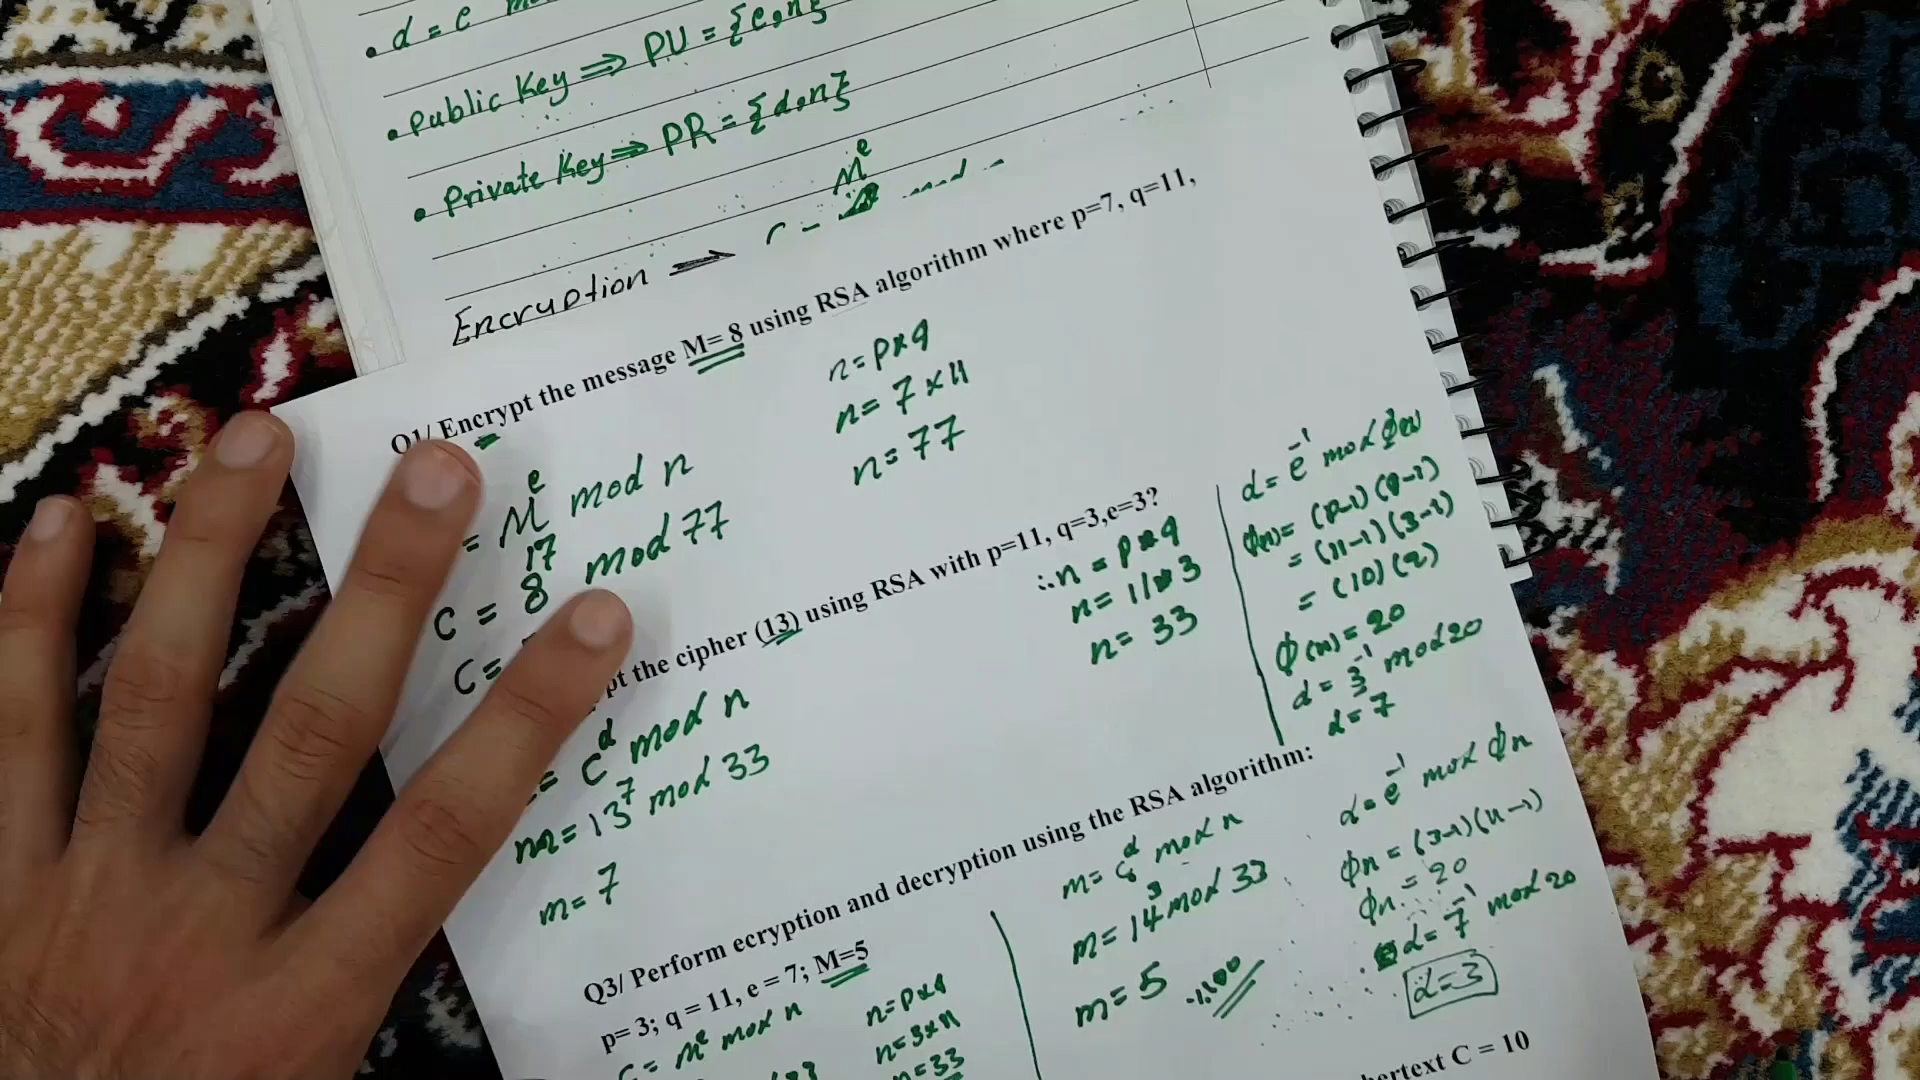 • d = e
• Public Key ⇒ PU = {e,n}
• Private Key ⇒ PR = {d,n}
Encruption → M^e
Q1/ Encrypt the message M= 8 using RSA algorithm where p=7, q=11,
n = p * q
n = 7 × 11
n = 77
= M^e mod n
C = 8^17 mod 77
C =
pt the cipher (13) using RSA with p=11, q=3,e=3?
∴ n = p * q
n = 11 * 3
n = 33
d = e^-1 mod ϕ(n)
ϕ(n) = (p-1)(q-1)
= (11-1)(3-1)
= (10)(2)
ϕ(n) = 20
d = 3^-1 mod 20
d = 7
= C^d mod n
m = 13^7 mod 33
m = 7
Q3/ Perform ecryption and decryption using the RSA algorithm:
p= 3; q = 11, e = 7; M=5
C = M^e mod n
n = p * q
n = 3 × 11
n = 33
m = C^d mod n
m = 14^3 mod 33
m = 5
d = e^-1 mod ϕn
ϕn = (3-1)(11-1)
ϕn = 20
d = 7^-1 mod 20
d = 3
hertext C = 10